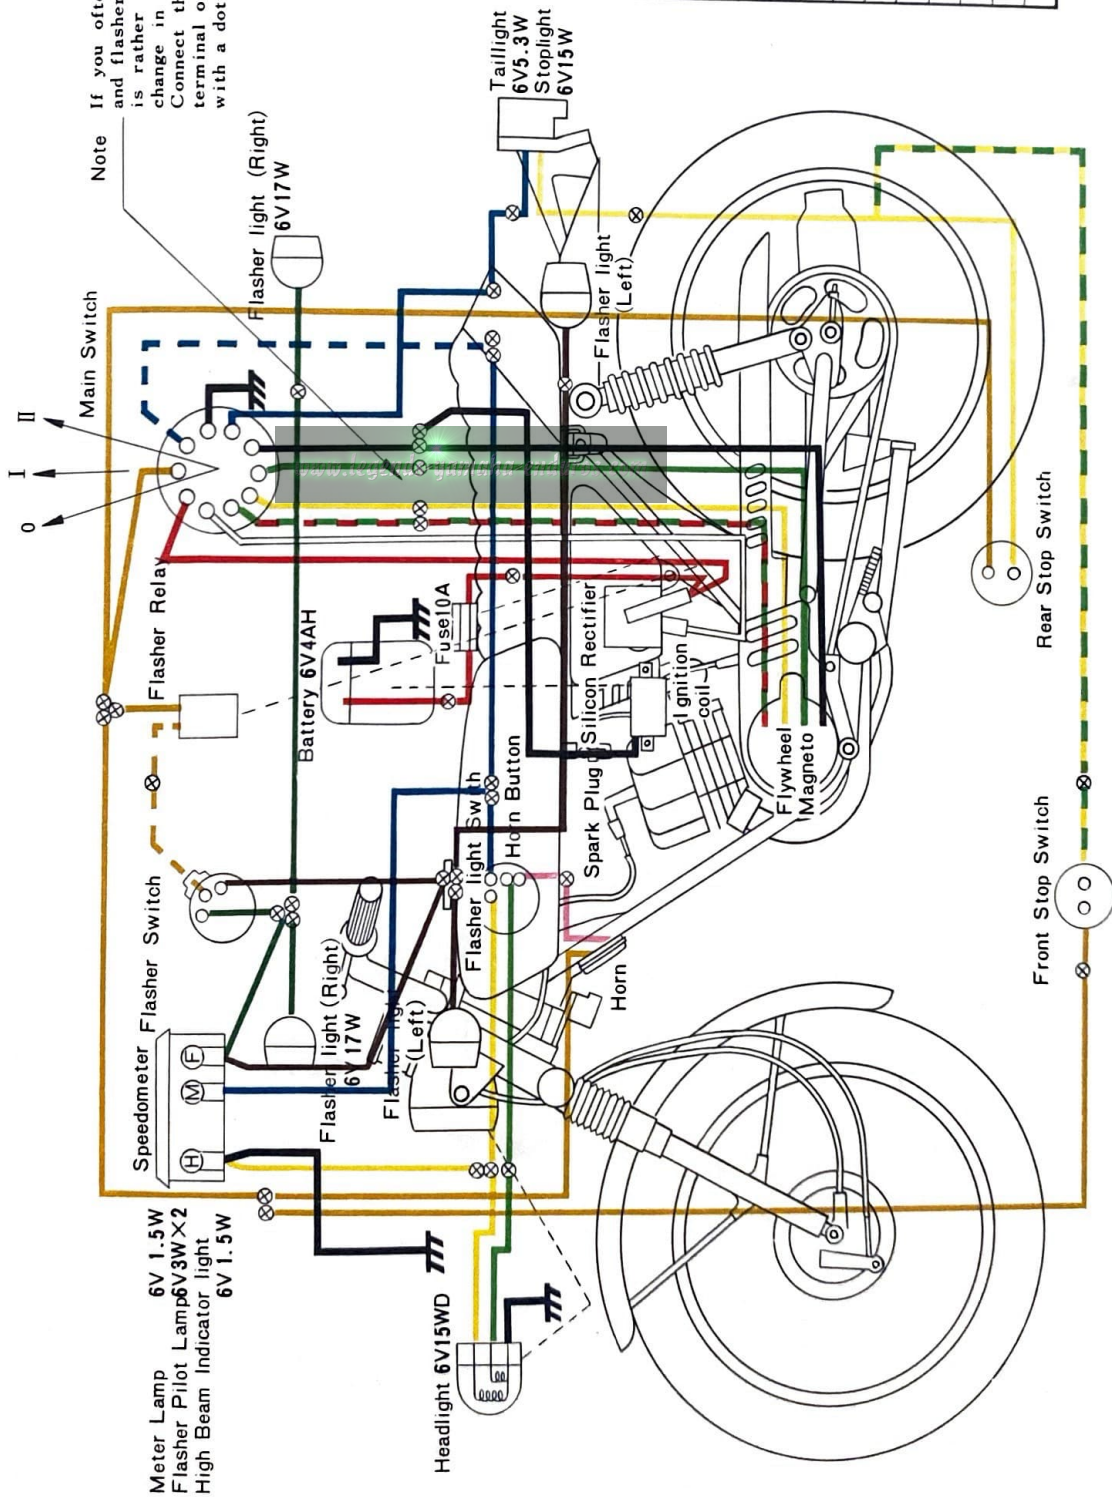 Note
If you ofte
and flasher
is rather
change in
Connect th
terminal o
with a dot
Taillight
6V5.3W
Stoplight
6V15W
Flasher light (Right)
6V17W
Main Switch
II
I
0
Flasher light
(Left)
Rear Stop Switch
Flasher Relay
Battery 6V4AH
Fuse10A
Silicon Rectifier
Ignition
coil
Flywheel
Magneto
Spark Plug
Flasher light Swith
Horn Button
Horn
Flasher Switch
Front Stop Switch
Flasher light (Right)
6V 17W
Flasher light
(Left)
Speedometer
F
M
H
Meter Lamp 6V 1.5W
Flasher Pilot Lamp 6V3W×2
High Beam Indicator light
6V 1.5W
Headlight 6V15WD